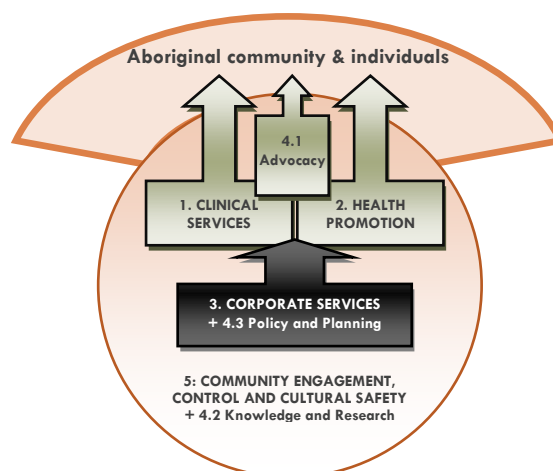 Aboriginal community & individuals
4.1
Advocacy
1. CLINICAL
SERVICES
2. HEALTH
PROMOTION
3. CORPORATE SERVICES
+ 4.3 Policy and Planning
5: COMMUNITY ENGAGEMENT,
CONTROL AND CULTURAL SAFETY
+ 4.2 Knowledge and Research